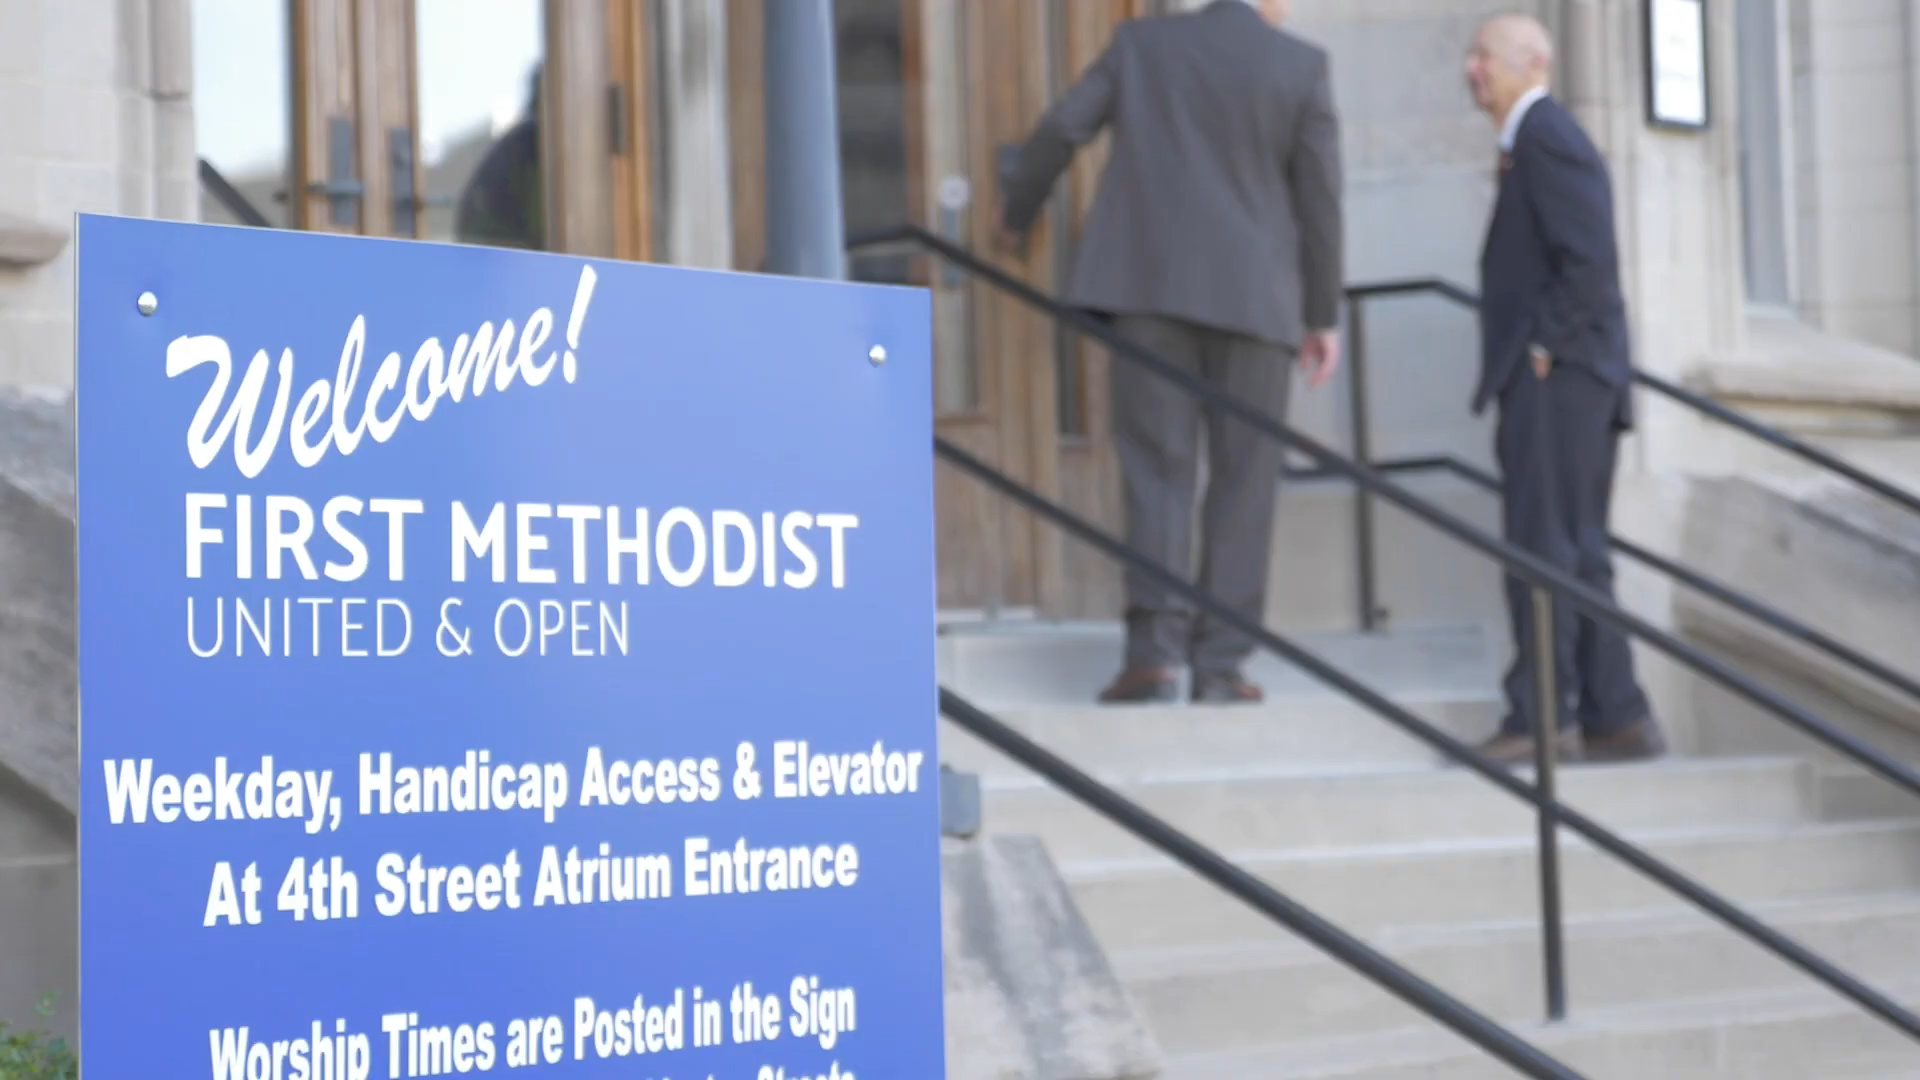 Welcome!
FIRST METHODIST
UNITED & OPEN
Weekday, Handicap Access & Elevator
At 4th Street Atrium Entrance
Worship Times are Posted in the Sign
Streets